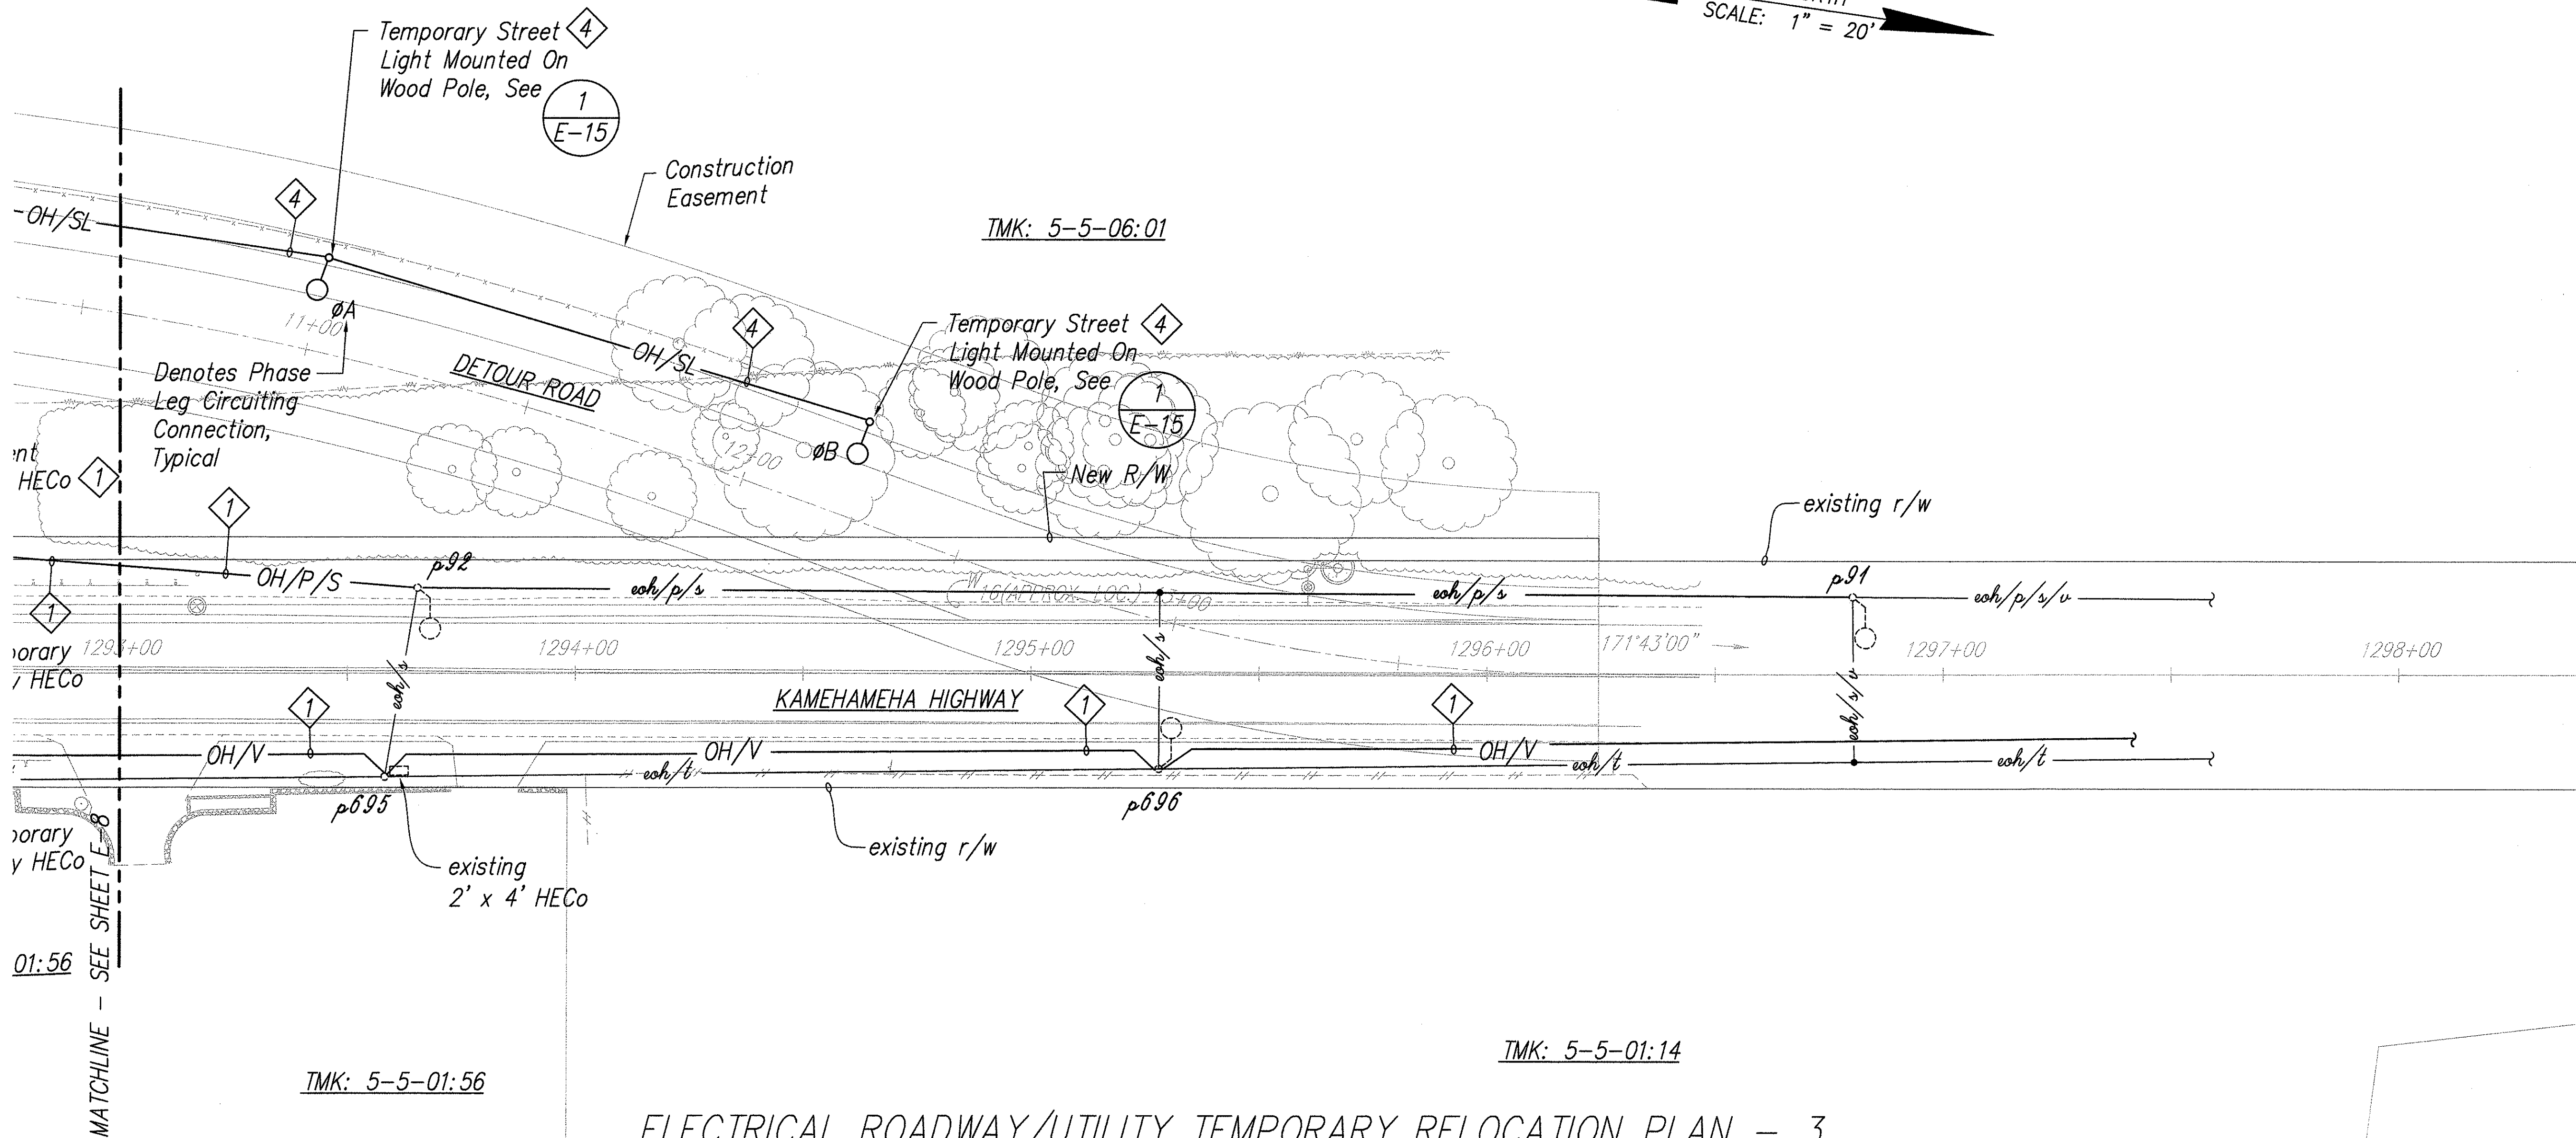 SCALE: 1" = 20'
Temporary Street 4
Light Mounted On
Wood Pole, See
1
E-15
Construction
Easement
TMK: 5-5-06:01
4
OH/SL
øA
11+00
Denotes Phase
Leg Circuiting
Connection,
Typical
DETOUR ROAD
OH/SL
4
Temporary Street 4
Light Mounted On
Wood Pole, See
1
E-15
øB
12+00
New R/W
existing r/w
HECo 1
1
1
OH/P/S
p92
eoh/p/s
W
16(APPROX. LOC.)
13+00
eoh/p/s
p91
eoh/p/s/v
HECo
1293+00
1294+00
1295+00
1296+00
171°43'00"
1297+00
1298+00
eoh/s
eoh/s
eoh/s/v
KAMEHAMEHA HIGHWAY
1
1
1
OH/V
OH/V
OH/V
eoh/t
eoh/t
eoh/t
p695
p696
HECo
existing
2' x 4' HECo
existing r/w
01:56
MATCHLINE - SEE SHEET E-8
TMK: 5-5-01:56
TMK: 5-5-01:14
ELECTRICAL ROADWAY/UTILITY TEMPORARY RELOCATION PLAN - 3